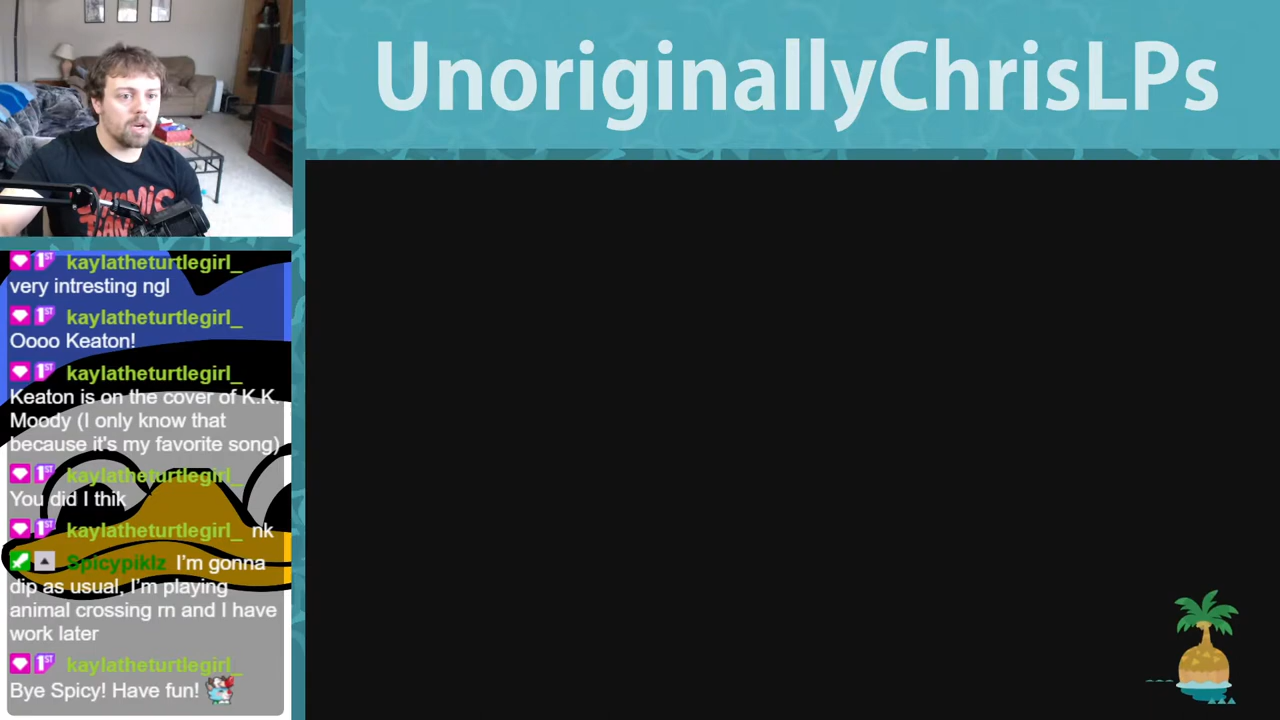 UnoriginallyChrisLPs
kaylatheturtlegirl_
very intresting ngl
kaylatheturtlegirl_
Oooo Keaton!
kaylatheturtlegirl_
Keaton is on the cover of K.K.
Moody (I only know that
because it's my favorite song)
kaylatheturtlegirl_
You did I thik
kaylatheturtlegirl_ nk
Spicypiklz I'm gonna
dip as usual, I'm playing
animal crossing rn and I have
work later
kaylatheturtlegirl_
Bye Spicy! Have fun!